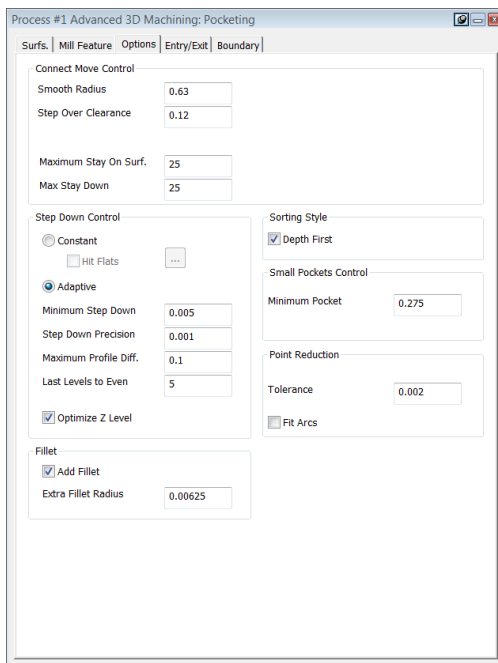 Process #1 Advanced 3D Machining: Pocketing
Surfs. Mill Feature Options Entry/Exit Boundary
Connect Move Control
Smooth Radius 0.63
Step Over Clearance 0.12
Maximum Stay On Surf. 25
Max Stay Down 25
Step Down Control
Constant
Hit Flats ...
Adaptive
Minimum Step Down 0.005
Step Down Precision 0.001
Maximum Profile Diff. 0.1
Last Levels to Even 5
Optimize Z Level
Sorting Style
Depth First
Small Pockets Control
Minimum Pocket 0.275
Point Reduction
Tolerance 0.002
Fit Arcs
Fillet
Add Fillet
Extra Fillet Radius 0.00625